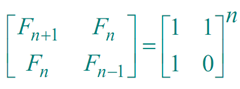 [F_{n+1} F_n] = [1 1]^n
[F_n F_{n-1}] [1 0]